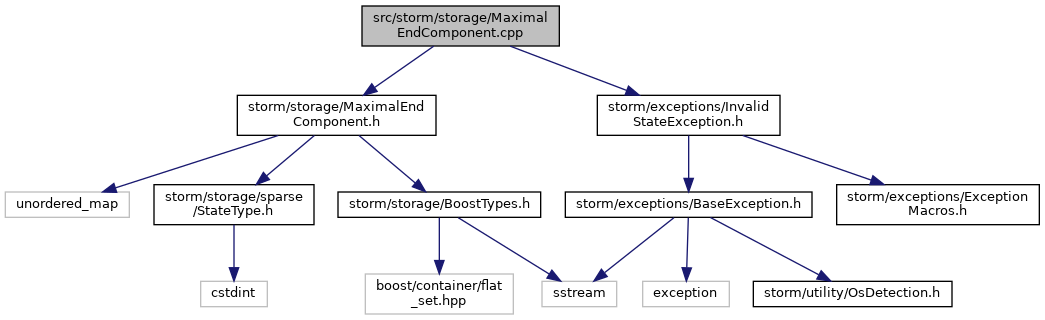 src/storm/storage/Maximal
EndComponent.cpp
storm/storage/MaximalEnd
Component.h
storm/exceptions/Invalid
StateException.h
unordered_map
storm/storage/sparse
/StateType.h
storm/storage/BoostTypes.h
storm/exceptions/BaseException.h
storm/exceptions/Exception
Macros.h
cstdint
boost/container/flat
_set.hpp
sstream
exception
storm/utility/OsDetection.h